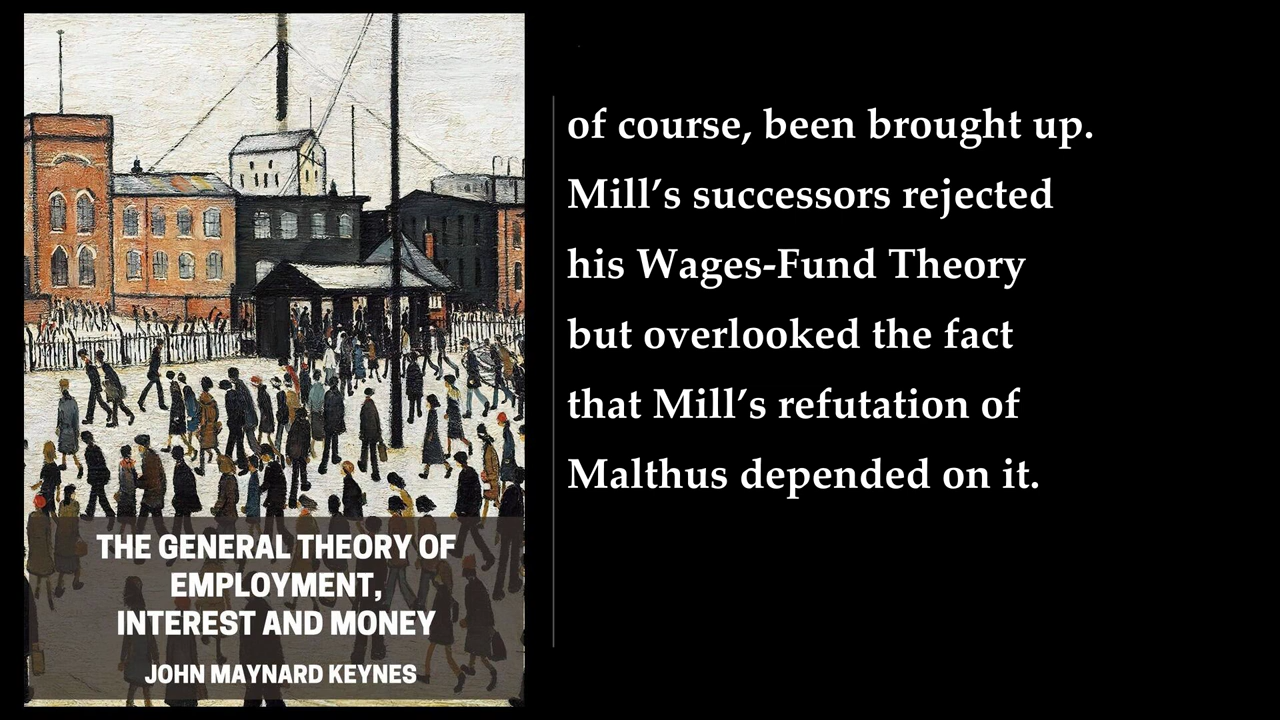 of course, been brought up.
Mill’s successors rejected
his Wages-Fund Theory
but overlooked the fact
that Mill’s refutation of
Malthus depended on it.
THE GENERAL THEORY OF
EMPLOYMENT,
INTEREST AND MONEY
JOHN MAYNARD KEYNES